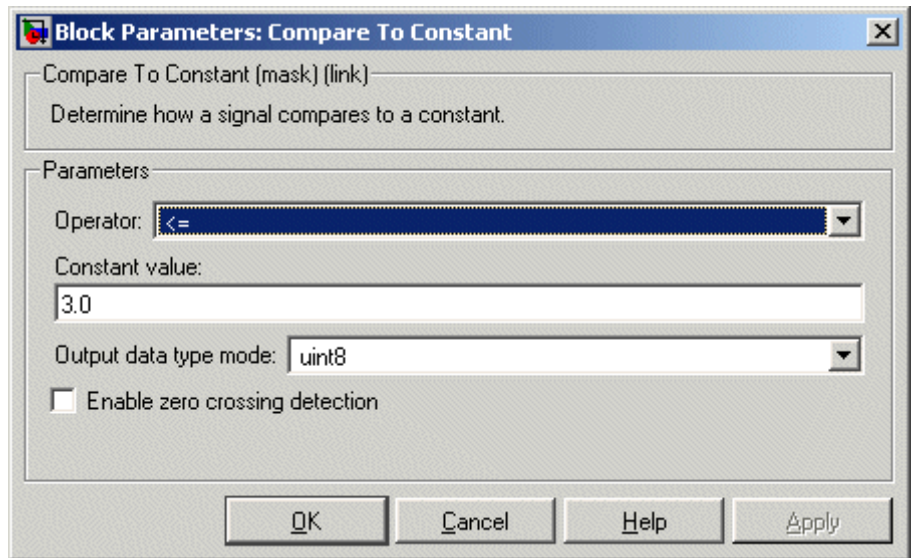 Block Parameters: Compare To Constant
Compare To Constant (mask) (link)
Determine how a signal compares to a constant.
Parameters
Operator: <=
Constant value:
3.0
Output data type mode: uint8
Enable zero crossing detection
OK Cancel Help Apply